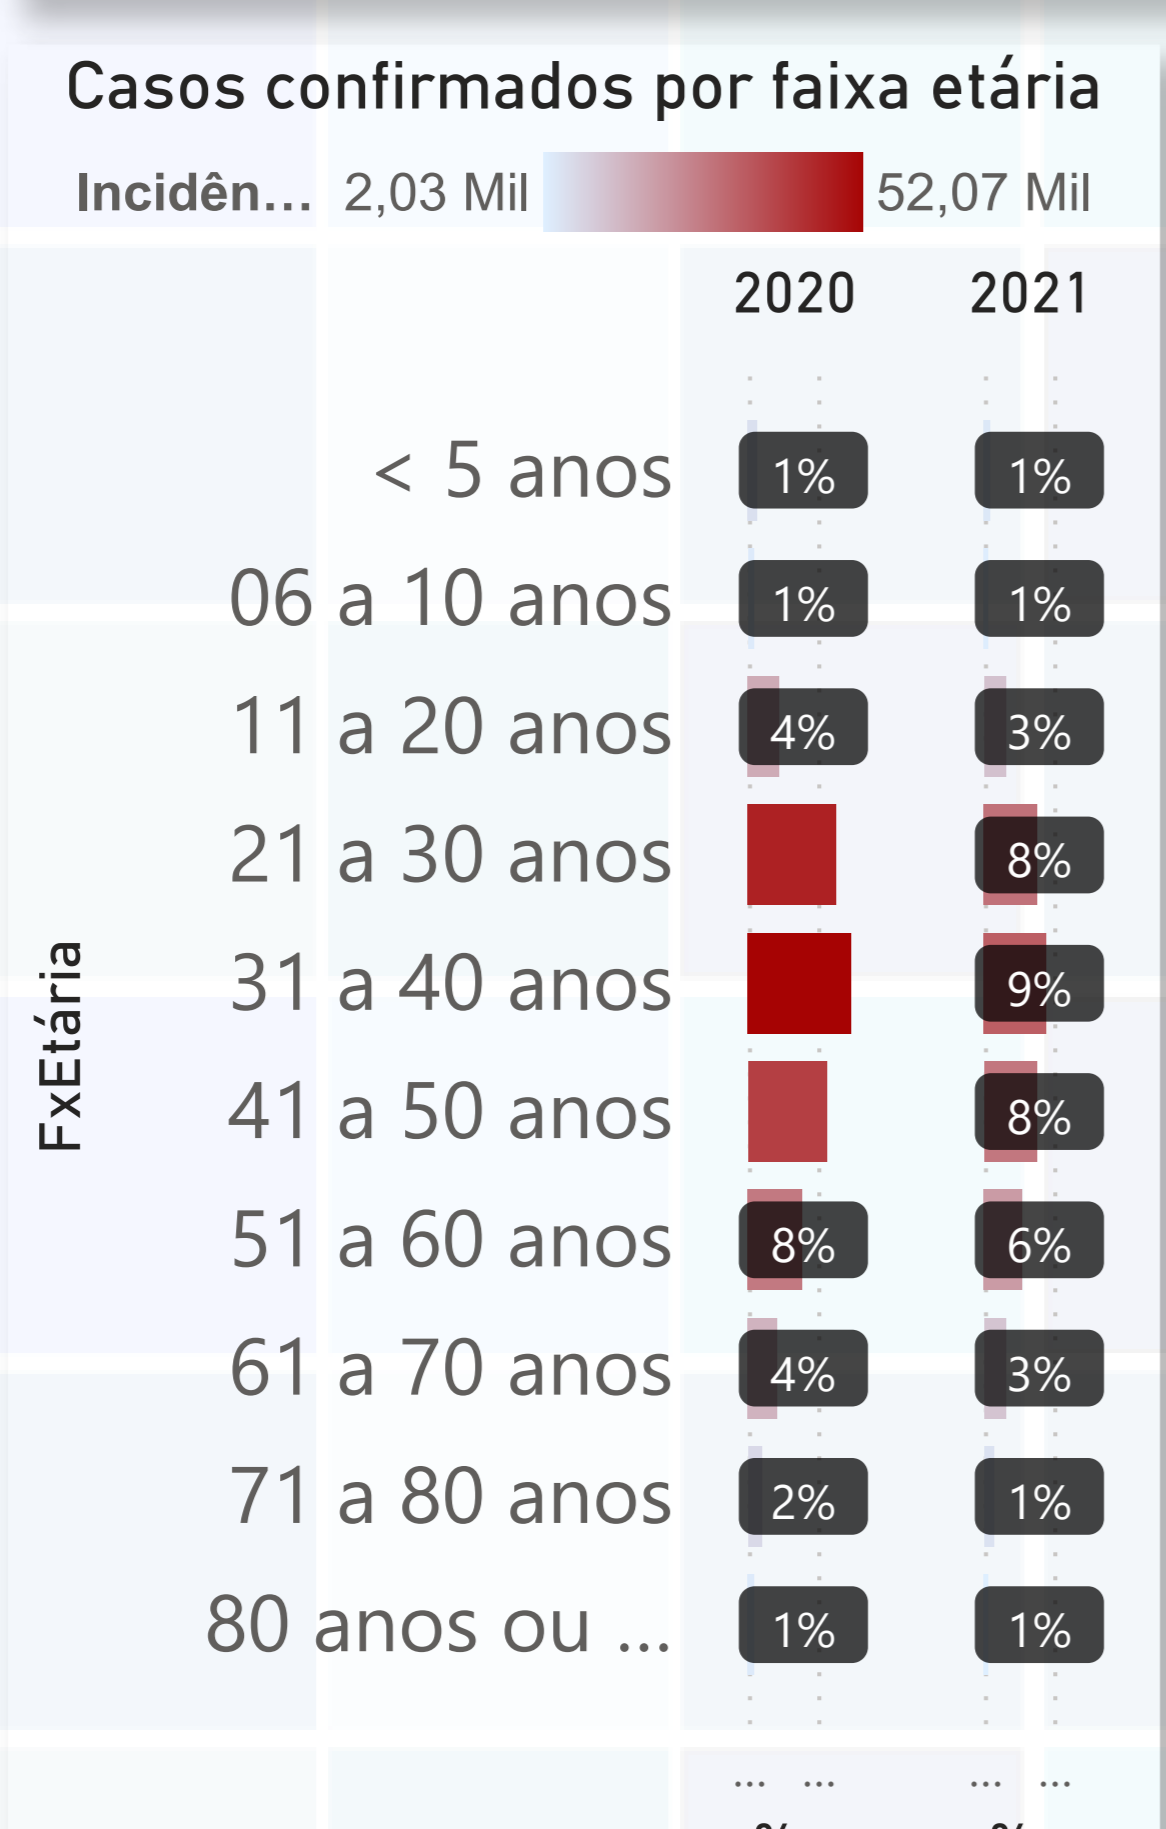 Casos confirmados por faixa etária
Incidên... 2,03 Mil 52,07 Mil
2020 2021
< 5 anos 1% 1%
06 a 10 anos 1% 1%
11 a 20 anos 4% 3%
21 a 30 anos 8%
31 a 40 anos 9%
41 a 50 anos 8%
51 a 60 anos 8% 6%
61 a 70 anos 4% 3%
71 a 80 anos 2% 1%
80 anos ou ... 1% 1%
FxEtária
... ... ... ...
% %